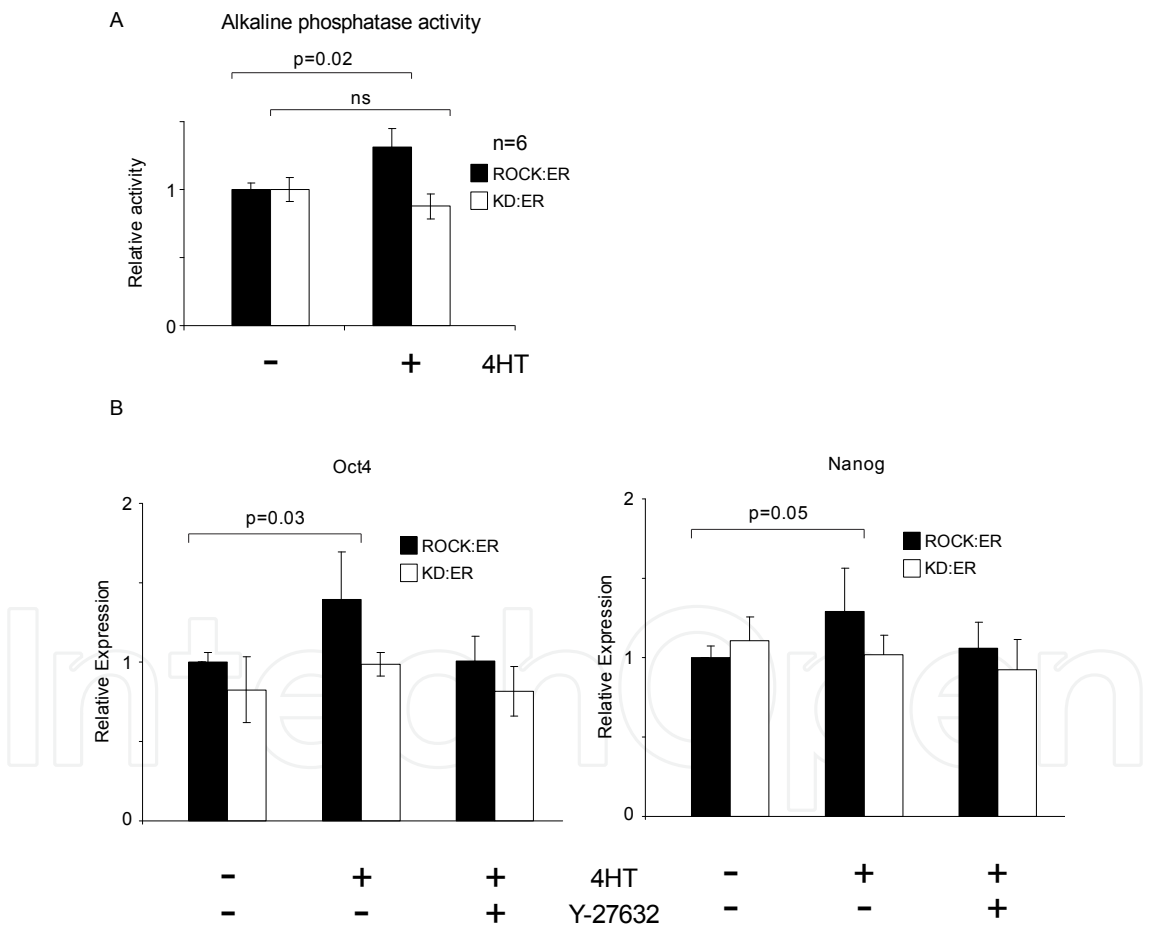 A
Alkaline phosphatase activity
p=0.02
ns
n=6
ROCK:ER
KD:ER
Relative activity
1
0
- + 4HT
B
Oct4
p=0.03
ROCK:ER
KD:ER
Relative Expression
2
1
0
Nanog
p=0.05
ROCK:ER
KD:ER
Relative Expression
2
1
0
- + + 4HT - + +
- - + Y-27632 - - +
IntechOpen